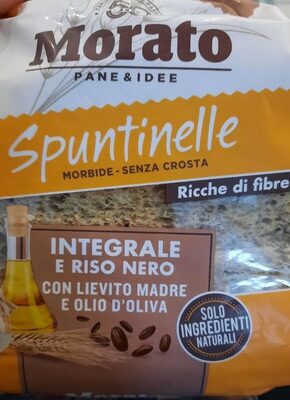 Morato
PANE & IDEE
Spuntinelle
MORBIDE - SENZA CROSTA
Ricche di fibre
INTEGRALE
E RISO NERO
CON LIEVITO MADRE
E OLIO D'OLIVA
SOLO
INGREDIENTI
NATURALI
Morato